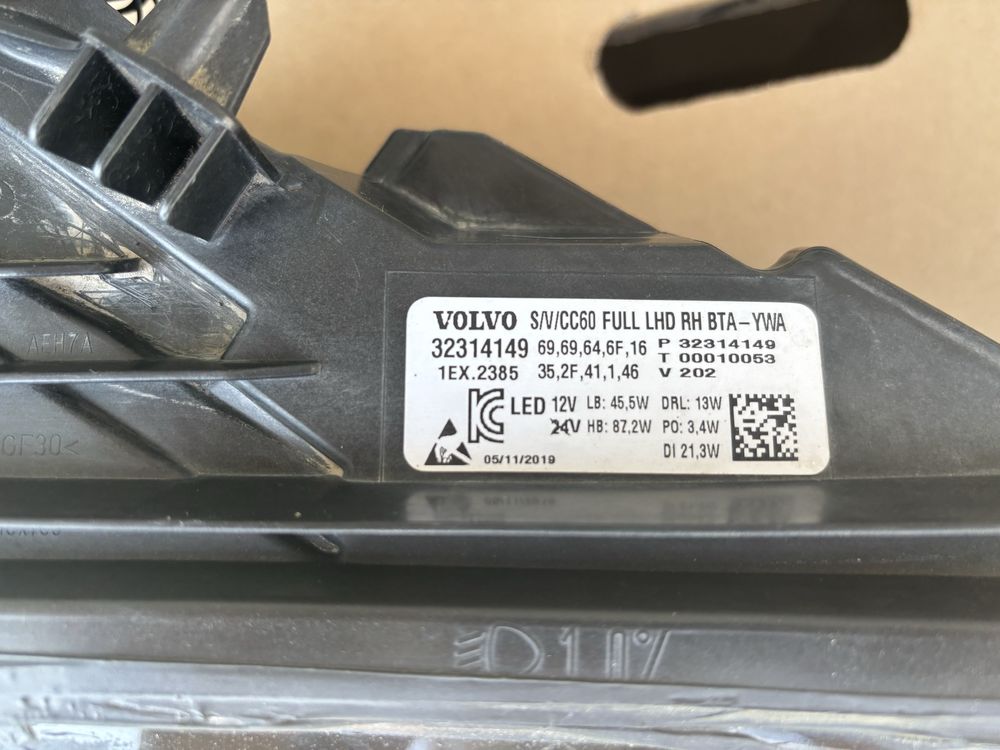 VOLVO S/V/CC60 FULL LHD RH BTA-YWA
32314149 69,69,64,6F,16 P 32314149
T 00010053
1EX.2385 35,2F,41,1,46 V 202
LED 12V LB: 45,5W DRL: 13W
24V HB: 87,2W PO: 3,4W
DI 21,3W
05/11/2019
GF30<